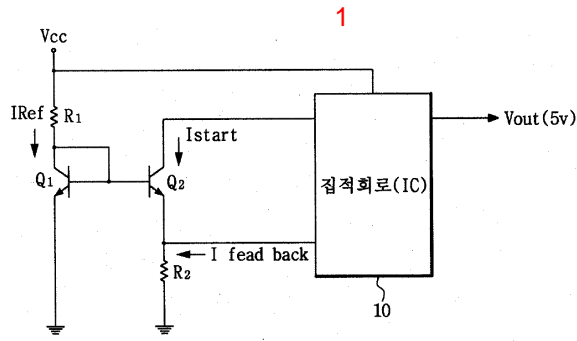 1
Vcc
IRef
R1
Istart
Vout(5v)
Q1
Q2
집적회로(IC)
I fead back
R2
10